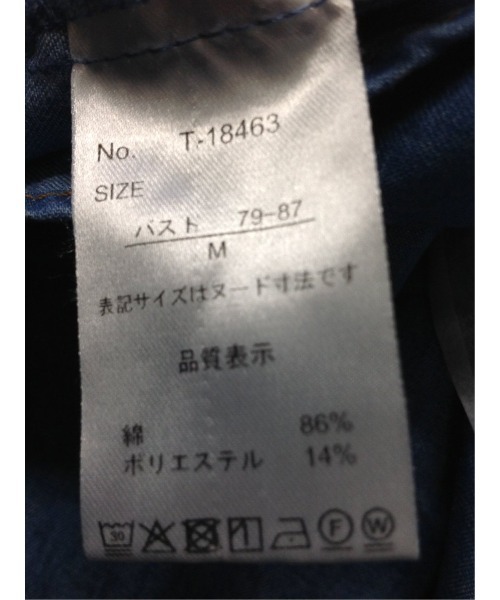 No. T-18463
SIZE
バスト 79-87
M
表記サイズはヌード寸法です
品質表示
綿 86%
ポリエステル 14%
30 F W